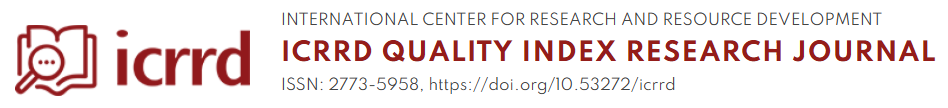 icrrd
INTERNATIONAL CENTER FOR RESEARCH AND RESOURCE DEVELOPMENT
ICRRD QUALITY INDEX RESEARCH JOURNAL
ISSN: 2773-5958, https://doi.org/10.53272/icrrd